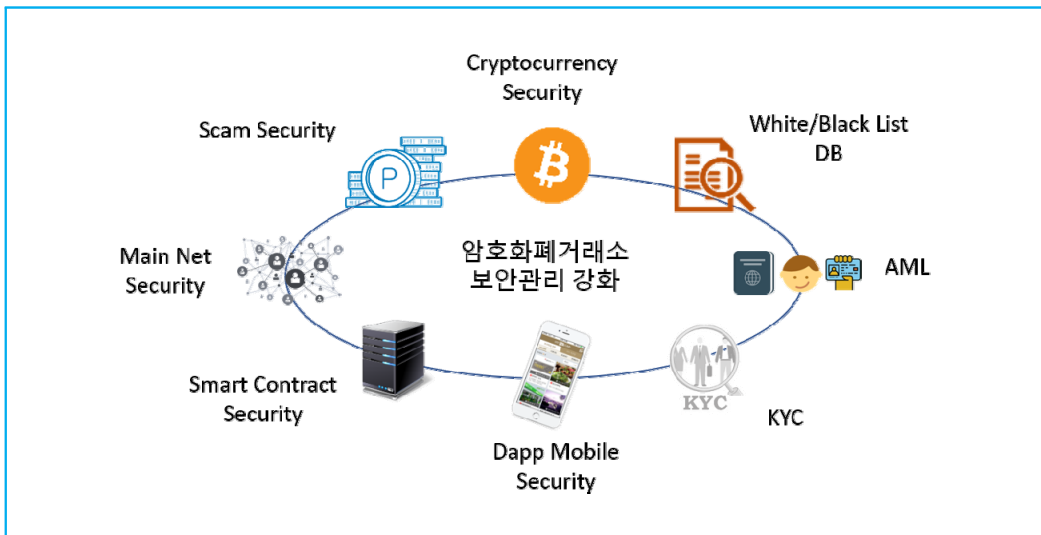 Cryptocurrency
Security
Scam Security
White/Black List
DB
P
암호화폐거래소
보안관리 강화
Main Net
Security
AML
Smart Contract
Security
KYC
KYC
Dapp Mobile
Security